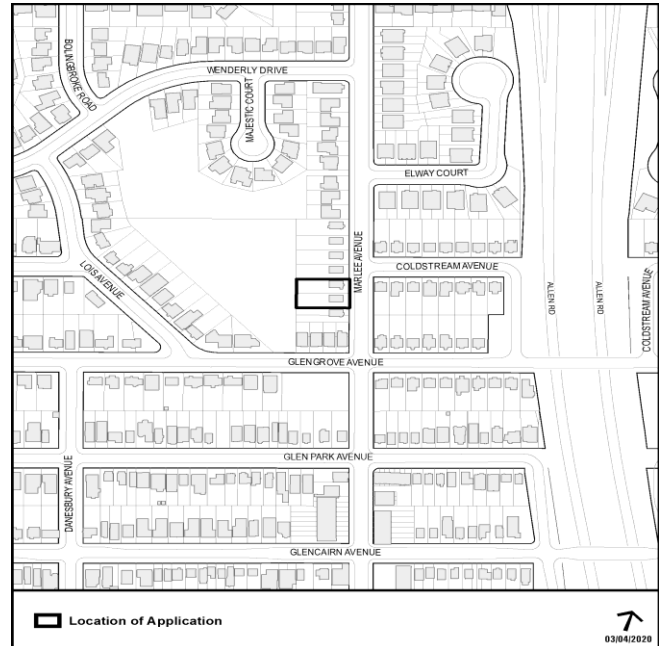 BOLINGBROKE ROAD
WENDERLY DRIVE
MAJESTIC COURT
ELWAY COURT
MARLEE AVENUE
LOIS AVENUE
COLDSTREAM AVENUE
ALLEN RD
ALLEN RD
COLDSTREAM AVENUE
GLENGROVE AVENUE
GLEN PARK AVENUE
DANESBURY AVENUE
GLENCAIRN AVENUE
Location of Application
03/04/2020